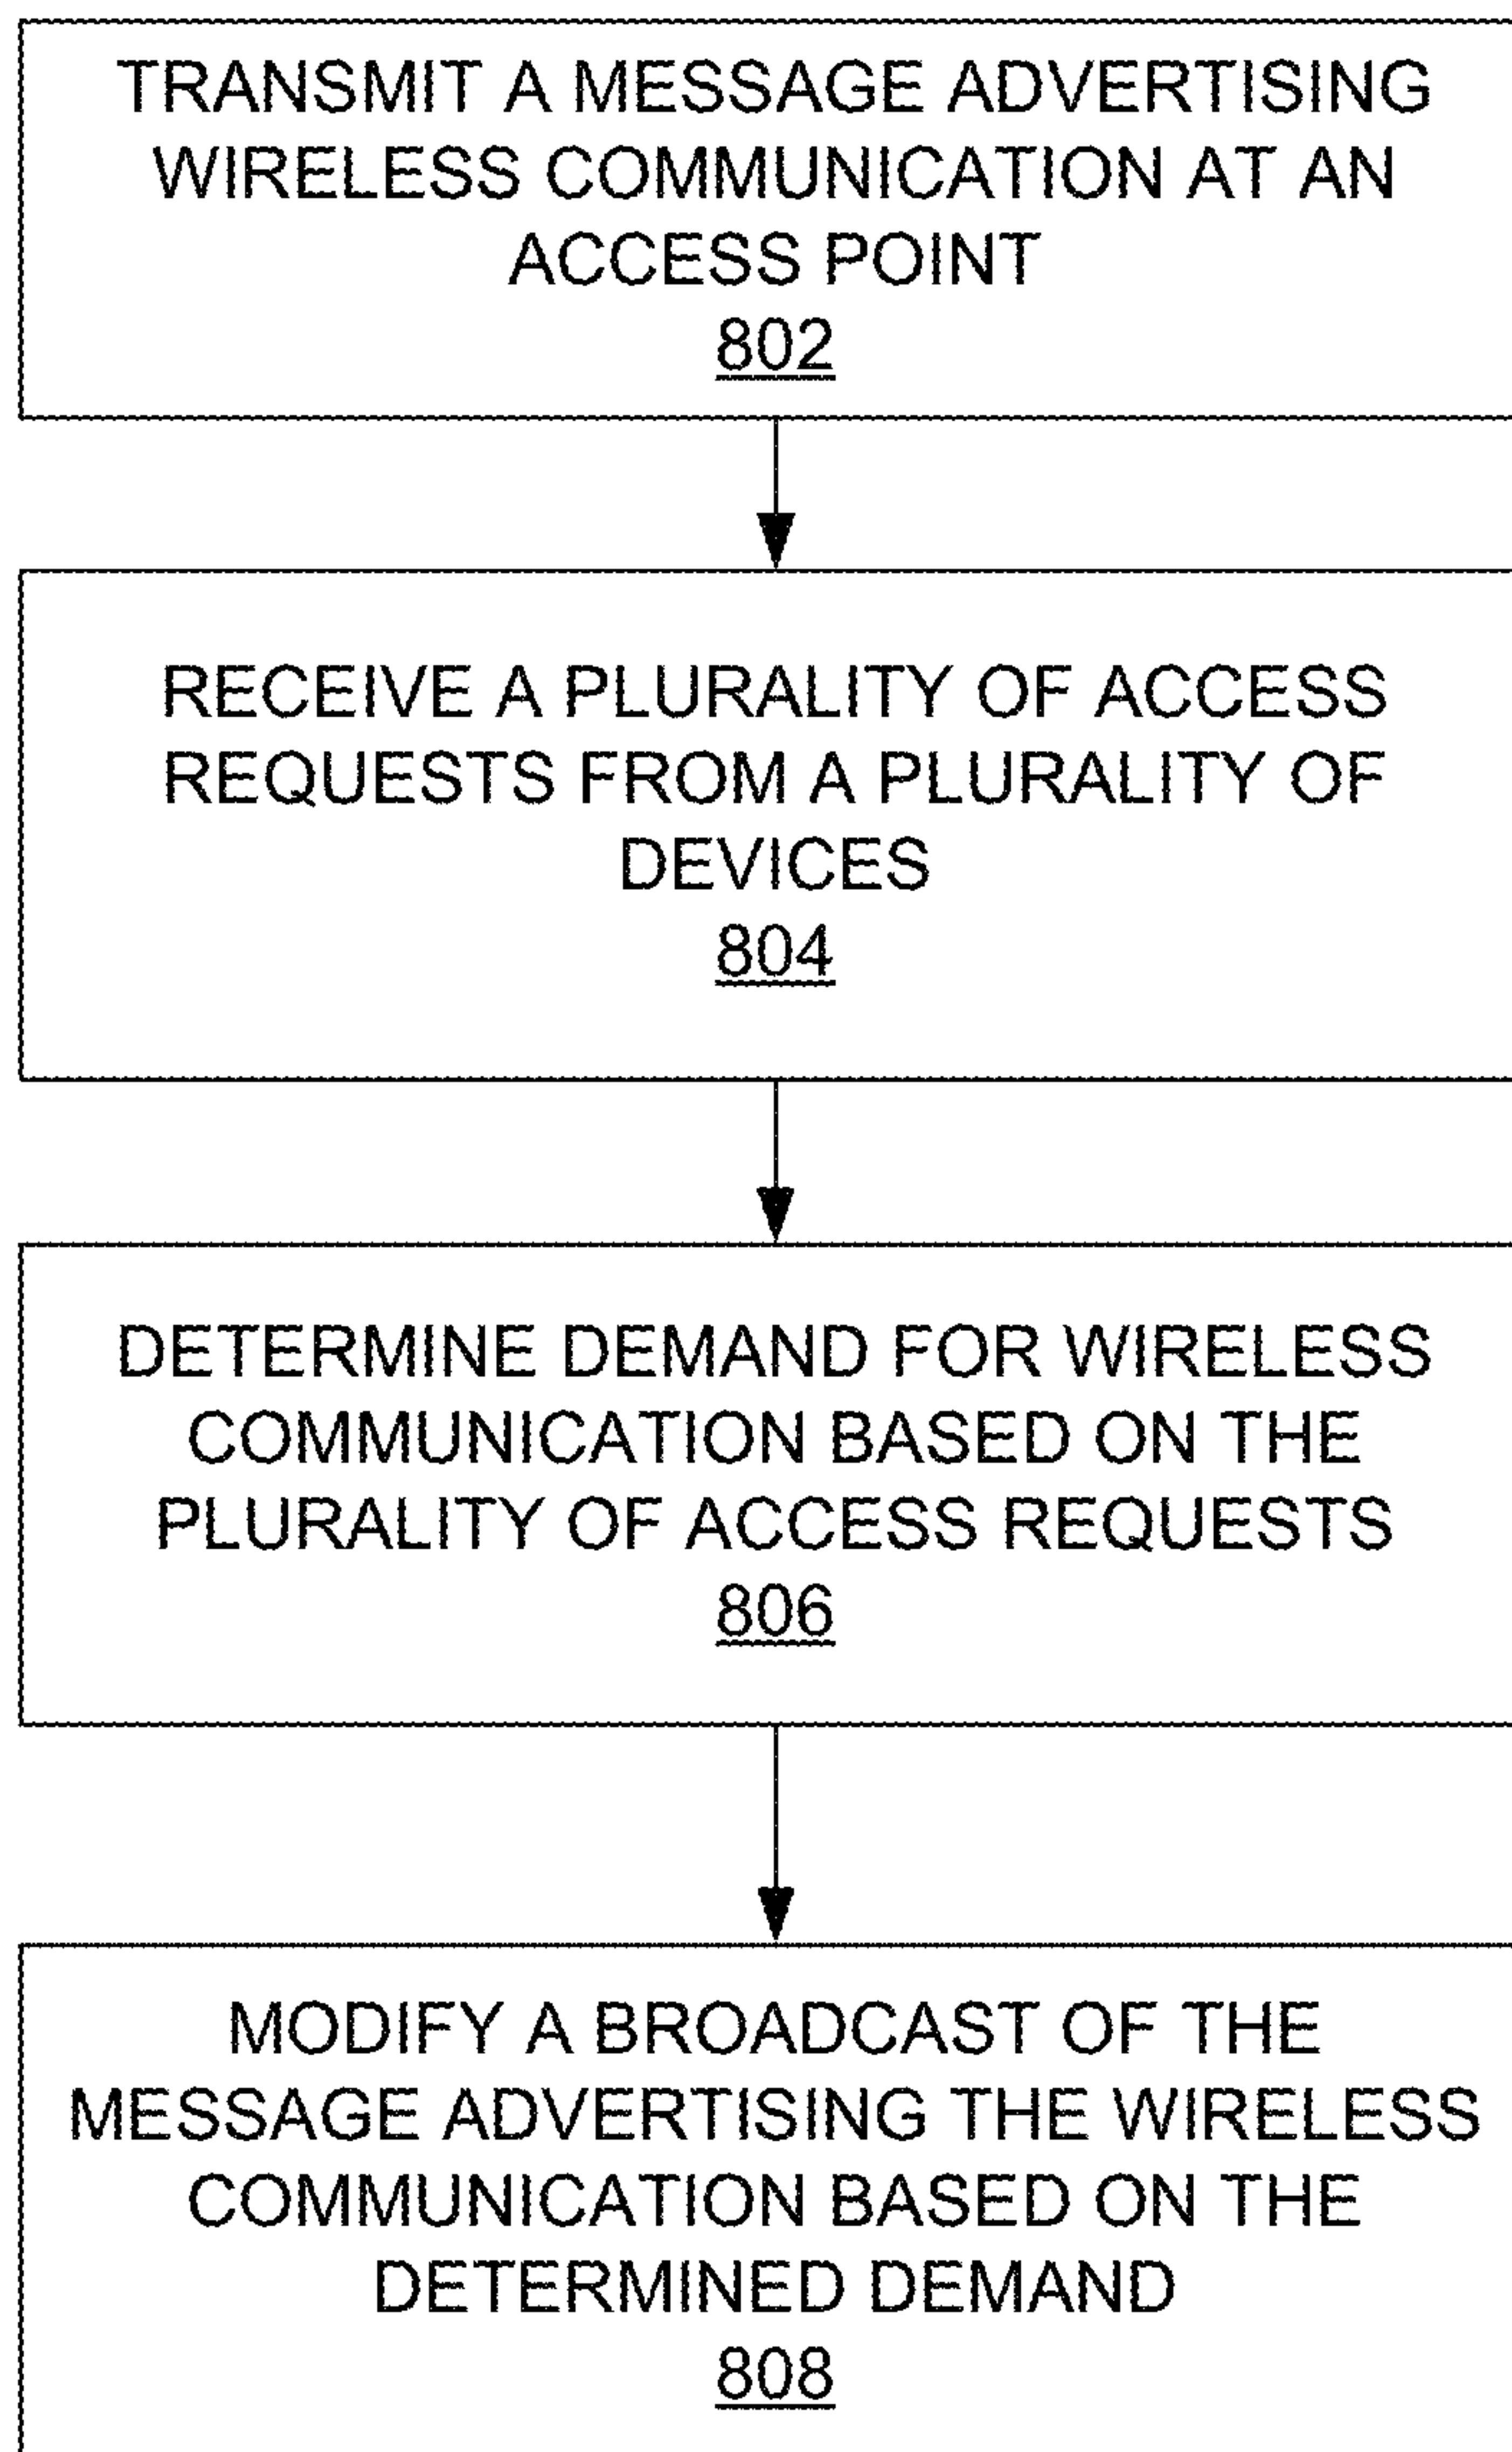 TRANSMIT A MESSAGE ADVERTISING
WIRELESS COMMUNICATION AT AN
ACCESS POINT
802
RECEIVE A PLURALITY OF ACCESS
REQUESTS FROM A PLURALITY OF
DEVICES
804
DETERMINE DEMAND FOR WIRELESS
COMMUNICATION BASED ON THE
PLURALITY OF ACCESS REQUESTS
806
MODIFY A BROADCAST OF THE
MESSAGE ADVERTISING THE WIRELESS
COMMUNICATION BASED ON THE
DETERMINED DEMAND
808